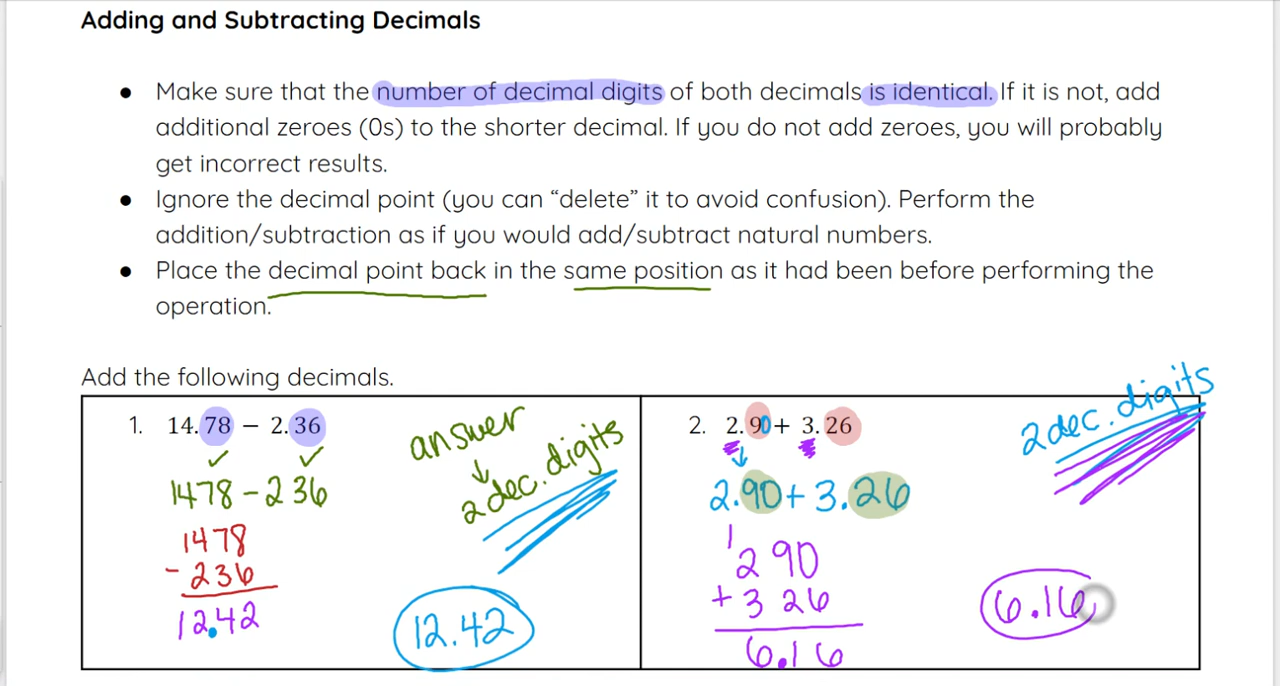 Adding and Subtracting Decimals
● Make sure that the number of decimal digits of both decimals is identical. If it is not, add
additional zeroes (0s) to the shorter decimal. If you do not add zeroes, you will probably
get incorrect results.
● Ignore the decimal point (you can “delete” it to avoid confusion). Perform the
addition/subtraction as if you would add/subtract natural numbers.
● Place the decimal point back in the same position as it had been before performing the
operation.
Add the following decimals.
1. 14.78 − 2.36
✓ ✓
1478 - 236
1478
- 236
12.42
answer
↓
2 dec. digits
12.42
2. 2.90 + 3.26
↓
2.90 + 3.26
1
290
+ 326
6.16
2 dec. digits
6.16